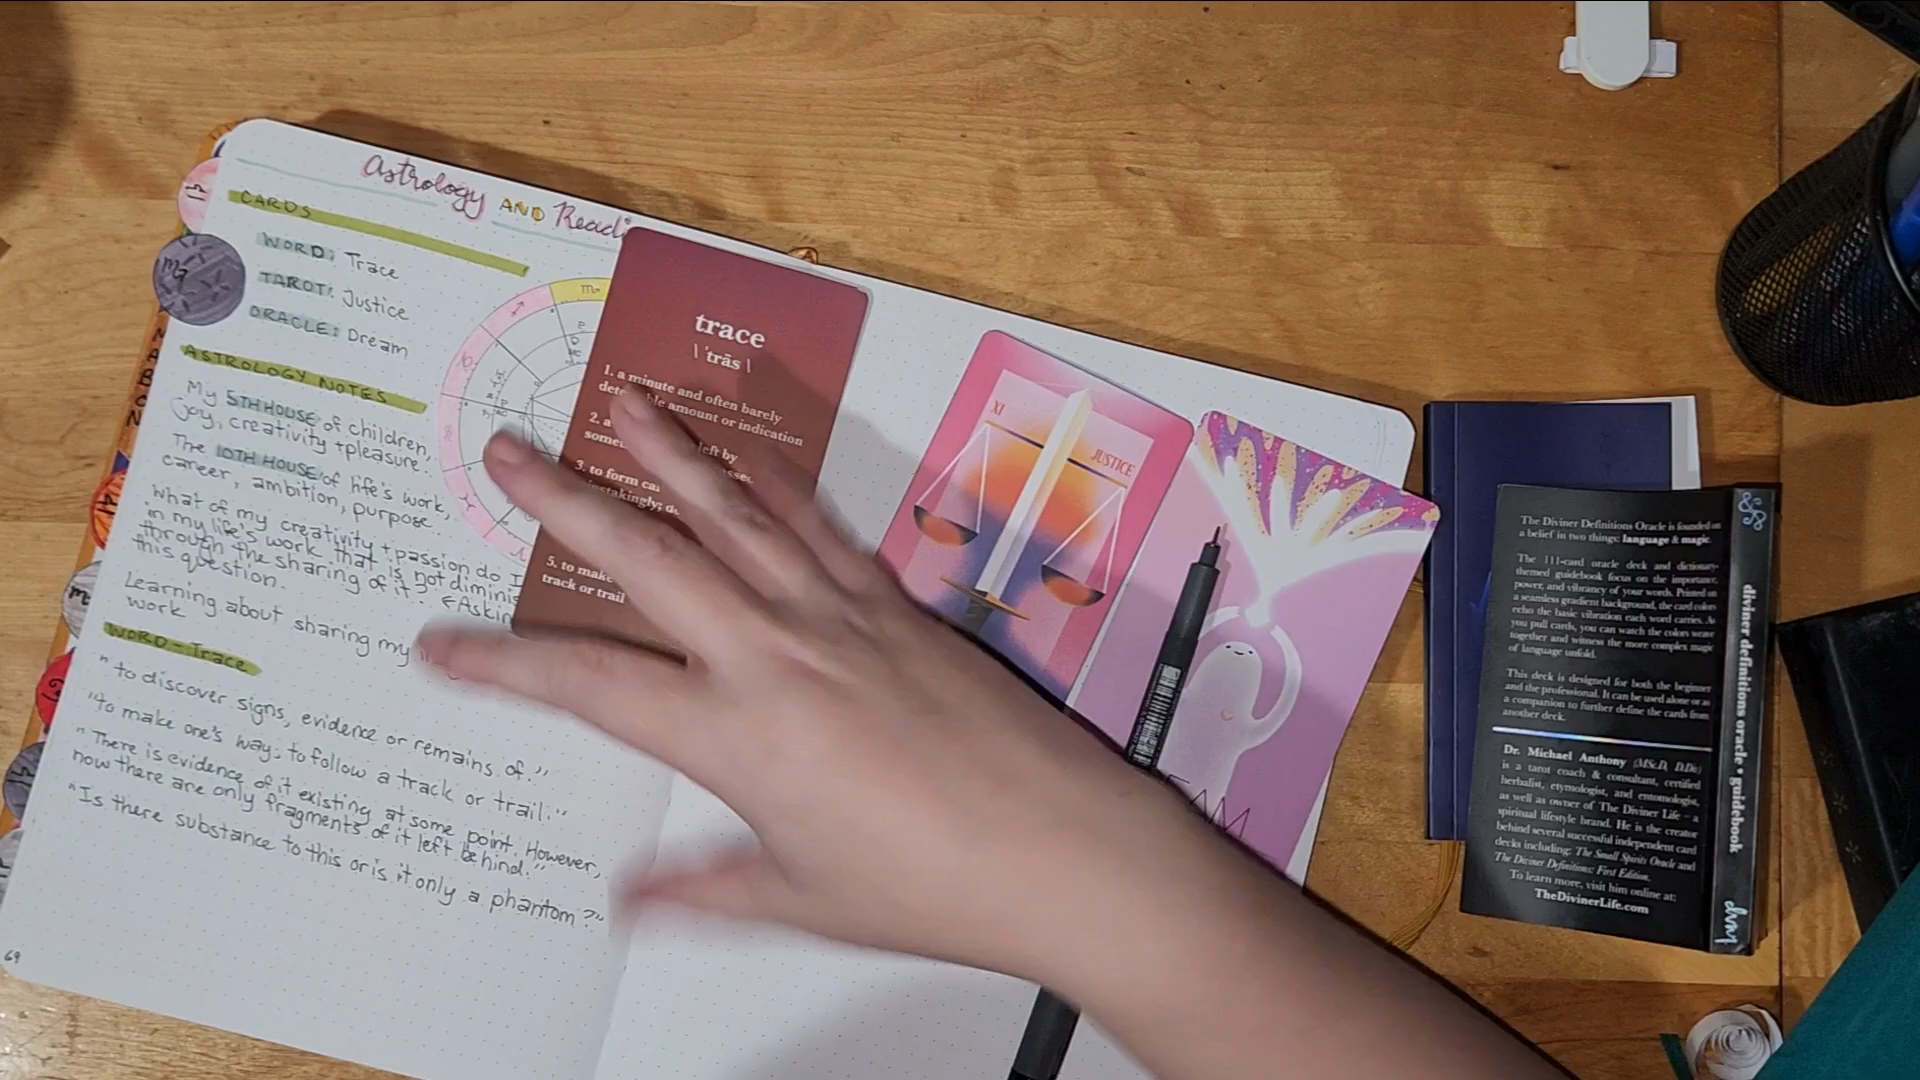 Astrology AND
CARDS
WORD: Trace
TAROT: Justice
ORACLE: Dream
ASTROLOGY NOTES
My 5TH HOUSE of children,
joy, creativity + pleasure.
The 10TH HOUSE of life's work,
career, ambition, purpose.
What of my creativity + passion do I
in my life's work that is not
through the sharing of it?
this question.
Learning about sharing my
work
WORD - Trace
"to discover signs, evidence or remains of."
"to make one's way; to follow a track or trail."
"There is evidence of it existing at some point. However,
now there are only fragments of it left behind."
"Is there substance to this or is it only a phantom?"
69
MABON
trace
\ ˈtrās \
1. a minute and often barely
amount or indication
2. a
left by
3. to form
5. to make
track or trail
XI
JUSTICE
The Diviner Definitions Oracle is founded on
a belief in two things: language & magic.
The 111-card oracle deck and dictionary-
themed guidebook focus on the importance,
power, and vibrancy of your words. Printed on
a seamless gradient background, the card colors
echo the basic vibration each word carries. As
you pull cards, you can watch the colors weave
together and witness the more complex magic
of language unfold.
This deck is designed for both the beginner
and the professional. It can be used alone or as
a companion to further define the cards from
another deck.
Dr. Michael Anthony (MSc.D, D.Div)
is a tarot coach & consultant, certified
herbalist, etymologist, and entomologist,
as well as owner of The Diviner Life – a
spiritual lifestyle brand. He is the creator
behind several successful independent card
decks including: The Small Spirits Oracle and
The Diviner Definitions: First Edition.
To learn more, visit him online at:
TheDivinerLife.com
diviner definitions oracle • guidebook